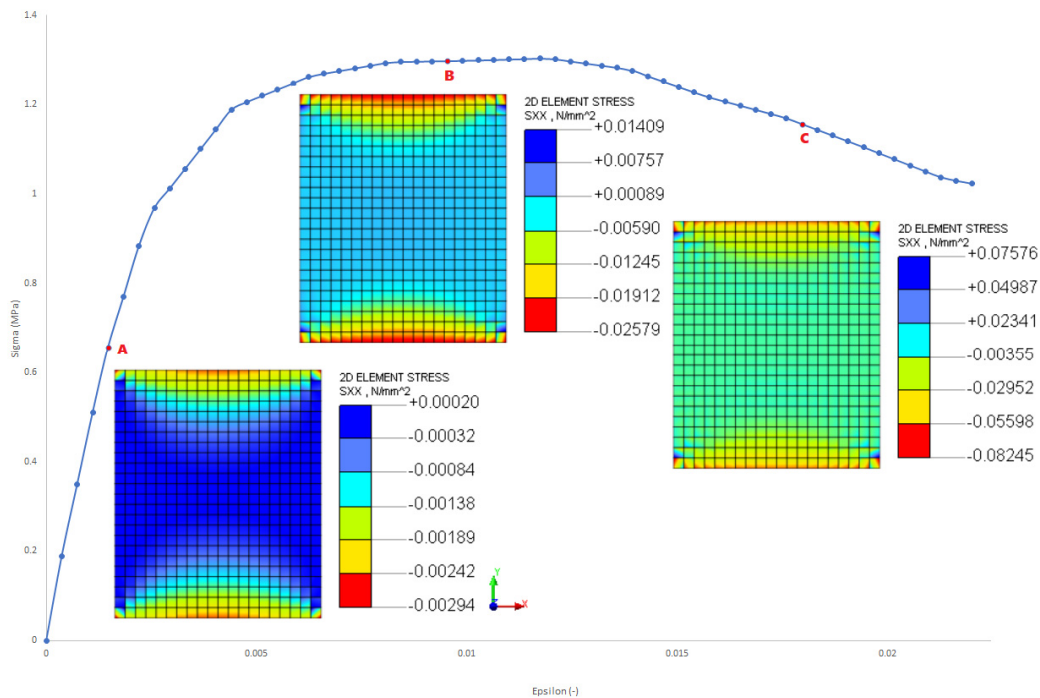 1.4
1.2
1
0.8
0.6
0.4
0.2
0
Sigma (MPa)
0
0.005
0.01
0.015
0.02
Epsilon (-)
A
B
C
2D ELEMENT STRESS
SXX , N/mm^2
+0.01409
+0.00757
+0.00089
-0.00590
-0.01245
-0.01912
-0.02579
2D ELEMENT STRESS
SXX , N/mm^2
+0.07576
+0.04987
+0.02341
-0.00355
-0.02952
-0.05598
-0.08245
2D ELEMENT STRESS
SXX , N/mm^2
+0.00020
-0.00032
-0.00084
-0.00138
-0.00189
-0.00242
-0.00294
Y
X